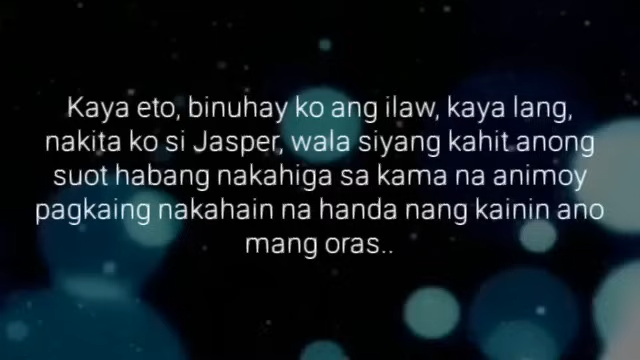 Kaya eto, binuhay ko ang ilaw, kaya lang,
nakita ko si Jasper, wala siyang kahit anong
suot habang nakahiga sa kama na animoy
pagkaing nakahain na handa nang kainin ano
mang oras..